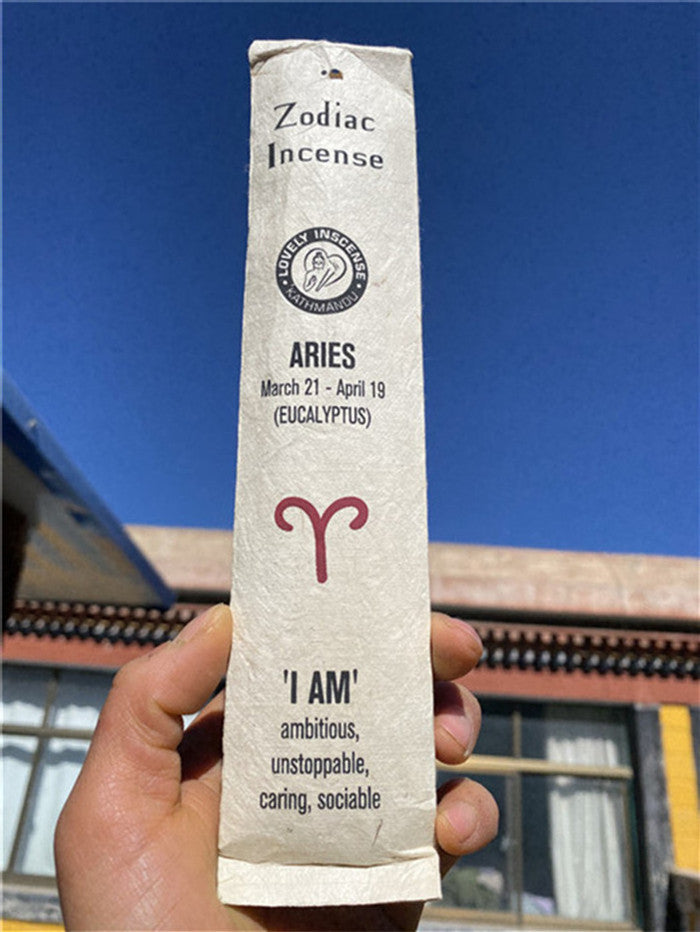 Zodiac
Incense
LOVELY INSCENSE
KATHMANDU
ARIES
March 21 - April 19
(EUCALYPTUS)
'I AM'
ambitious,
unstoppable,
caring, sociable